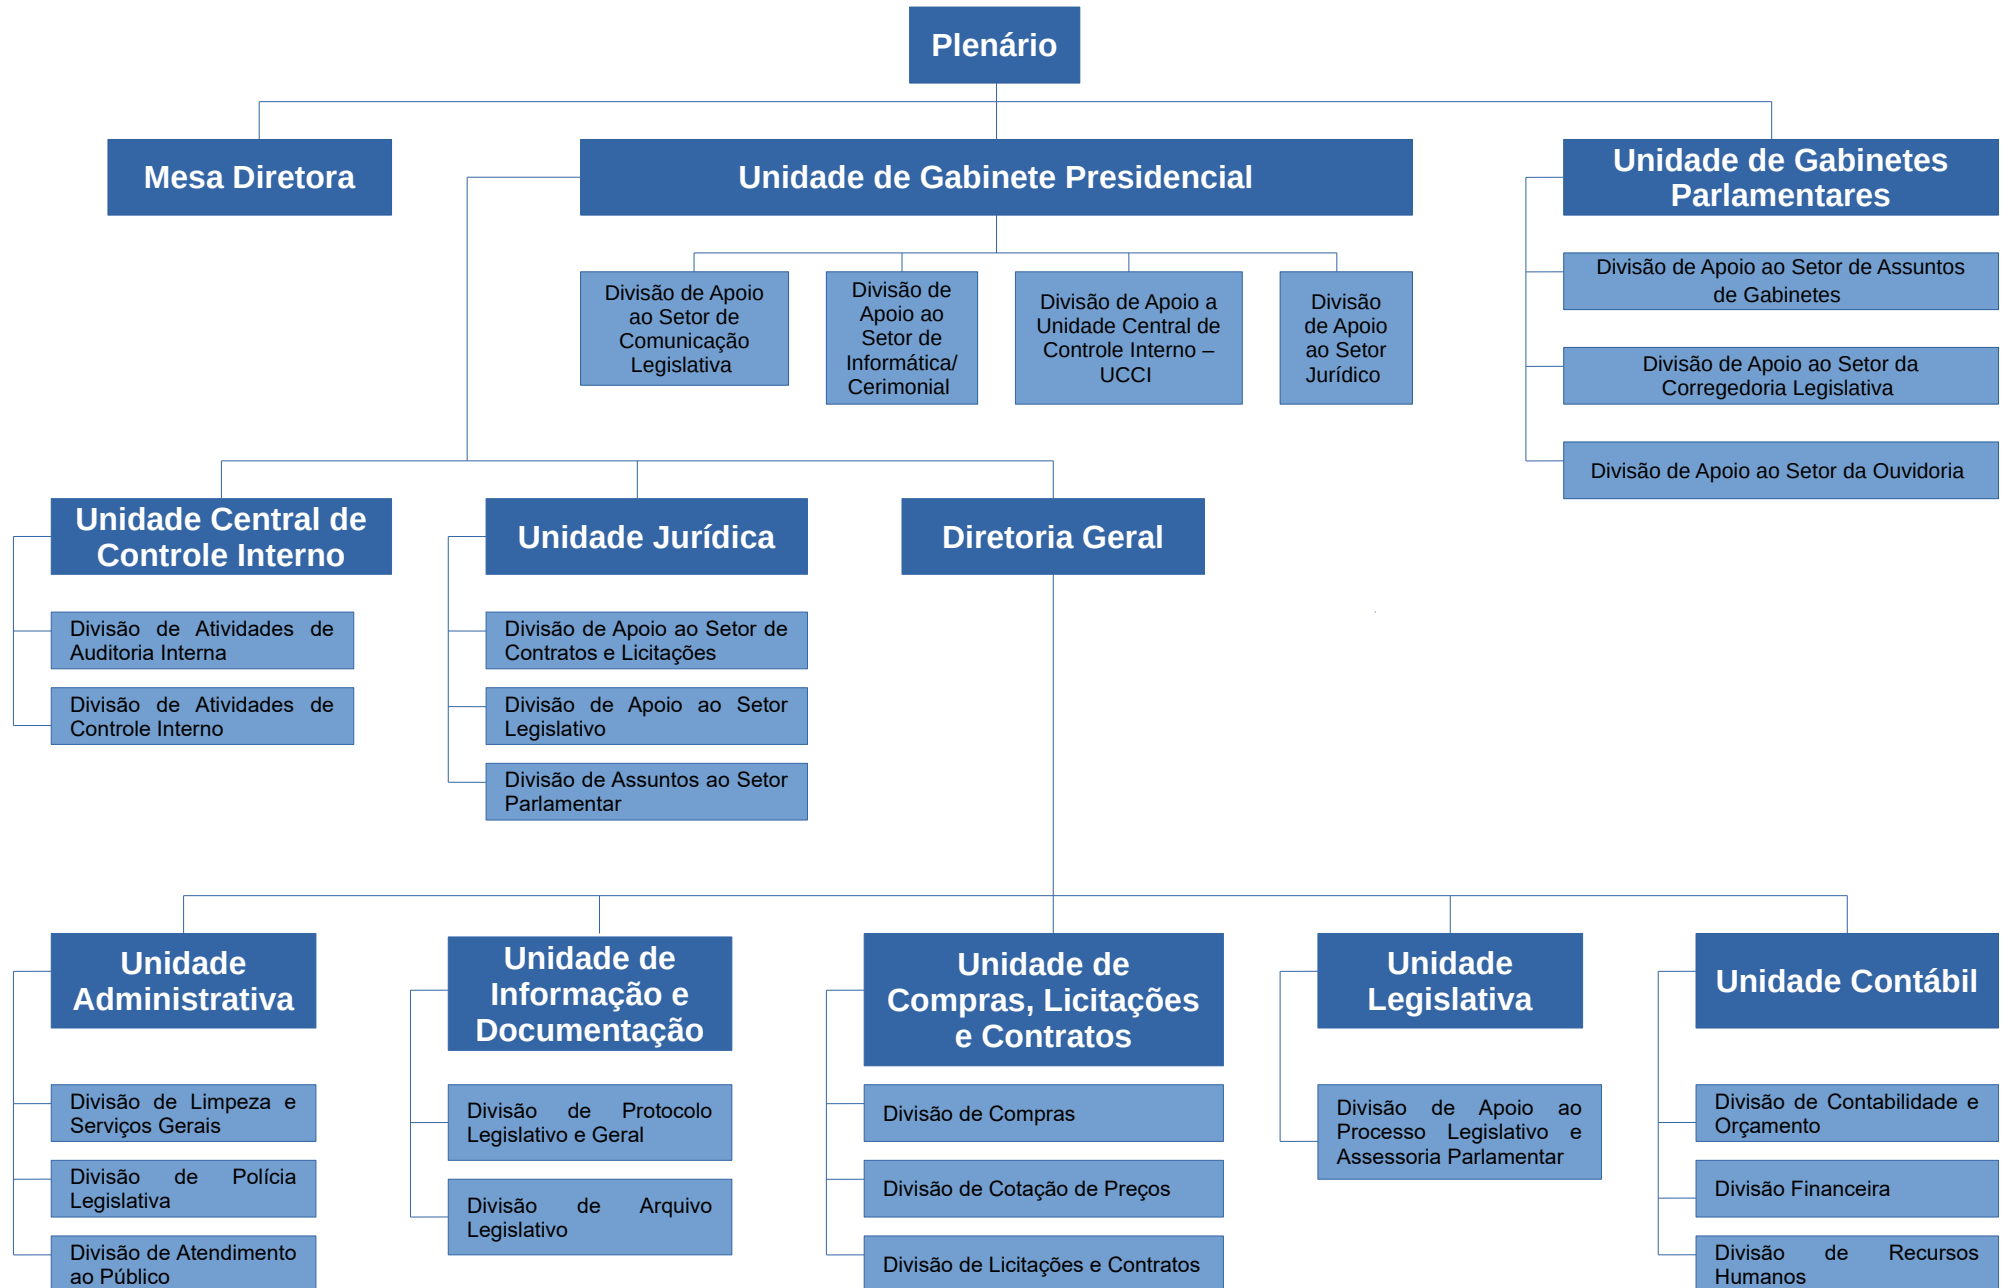 Plenário
Mesa Diretora
Unidade de Gabinete Presidencial
Unidade de Gabinetes
Parlamentares
Divisão de Apoio
ao Setor de
Comunicação
Legislativa
Divisão de
Apoio ao
Setor de
Informática/
Cerimonial
Divisão de Apoio a
Unidade Central de
Controle Interno –
UCCI
Divisão
de Apoio
ao Setor
Jurídico
Divisão de Apoio ao Setor de Assuntos
de Gabinetes
Divisão de Apoio ao Setor da
Corregedoria Legislativa
Divisão de Apoio ao Setor da Ouvidoria
Unidade Central de
Controle Interno
Unidade Jurídica
Diretoria Geral
Divisão de Atividades de
Auditoria Interna
Divisão de Atividades de
Controle Interno
Divisão de Apoio ao Setor de
Contratos e Licitações
Divisão de Apoio ao Setor
Legislativo
Divisão de Assuntos ao Setor
Parlamentar
Unidade
Administrativa
Unidade de
Informação e
Documentação
Unidade de
Compras, Licitações
e Contratos
Unidade
Legislativa
Unidade Contábil
Divisão de Limpeza e
Serviços Gerais
Divisão de Polícia
Legislativa
Divisão de Atendimento
ao Público
Divisão de Protocolo
Legislativo e Geral
Divisão de Arquivo
Legislativo
Divisão de Compras
Divisão de Cotação de Preços
Divisão de Licitações e Contratos
Divisão de Apoio ao
Processo Legislativo e
Assessoria Parlamentar
Divisão de Contabilidade e
Orçamento
Divisão Financeira
Divisão de Recursos
Humanos